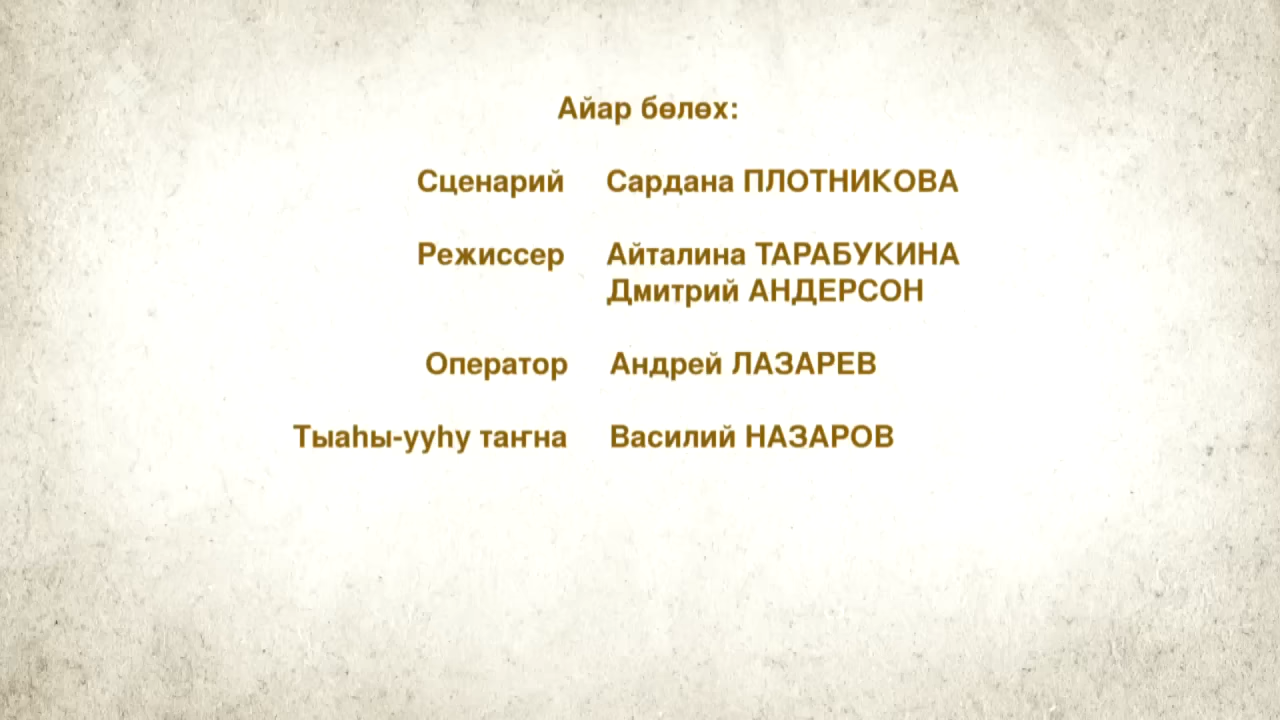 Айар бөлөх:
Сценарий Сардана ПЛОТНИКОВА
Режиссер Айталина ТАРАБУКИНА
Дмитрий АНДЕРСОН
Оператор Андрей ЛАЗАРЕВ
Тыаһы-ууһу таҥна Василий НАЗАРОВ